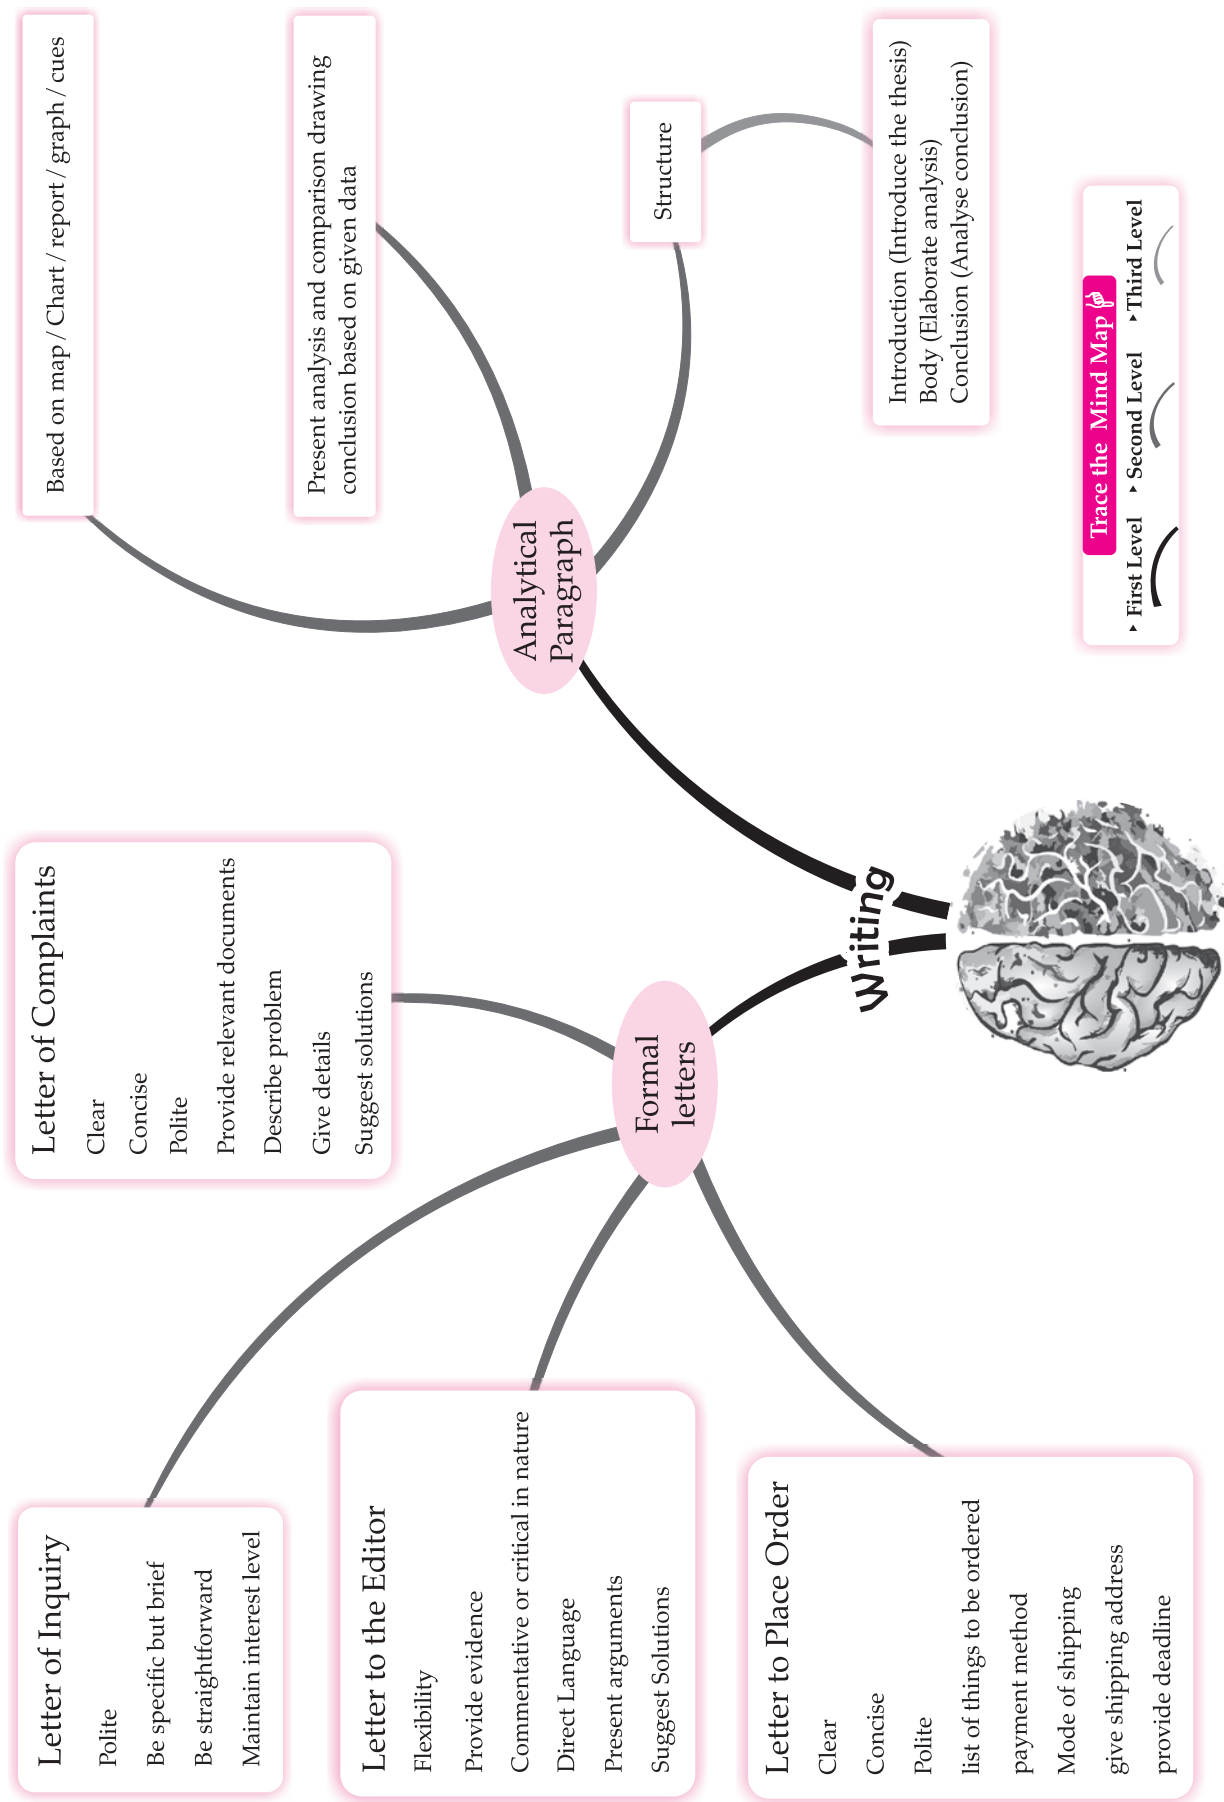 Letter of Inquiry
Polite
Be specific but brief
Be straightforward
Maintain interest level
Letter to the Editor
Flexibility
Provide evidence
Commentative or critical in nature
Direct Language
Present arguments
Suggest Solutions
Letter to Place Order
Clear
Concise
Polite
list of things to be ordered
payment method
Mode of shipping
give shipping address
provide deadline
Letter of Complaints
Clear
Concise
Polite
Provide relevant documents
Describe problem
Give details
Suggest solutions
Formal
letters
Writing
Analytical
Paragraph
Based on map / Chart / report / graph / cues
Present analysis and comparison drawing
conclusion based on given data
Structure
Introduction (Introduce the thesis)
Body (Elaborate analysis)
Conclusion (Analyse conclusion)
Trace the Mind Map
First Level Second Level Third Level